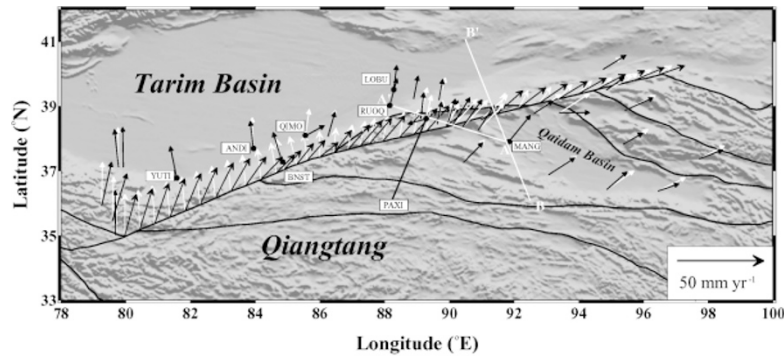 Latitude (°N)
41
39
37
35
33
Tarim Basin
B'
LOBU
RUOQ
QIMO
ANDI
MANG
Qaidam Basin
YUTI
BNST
PAXI
B
Qiangtang
50 mm yr⁻¹
78 80 82 84 86 88 90 92 94 96 98 100
Longitude (°E)